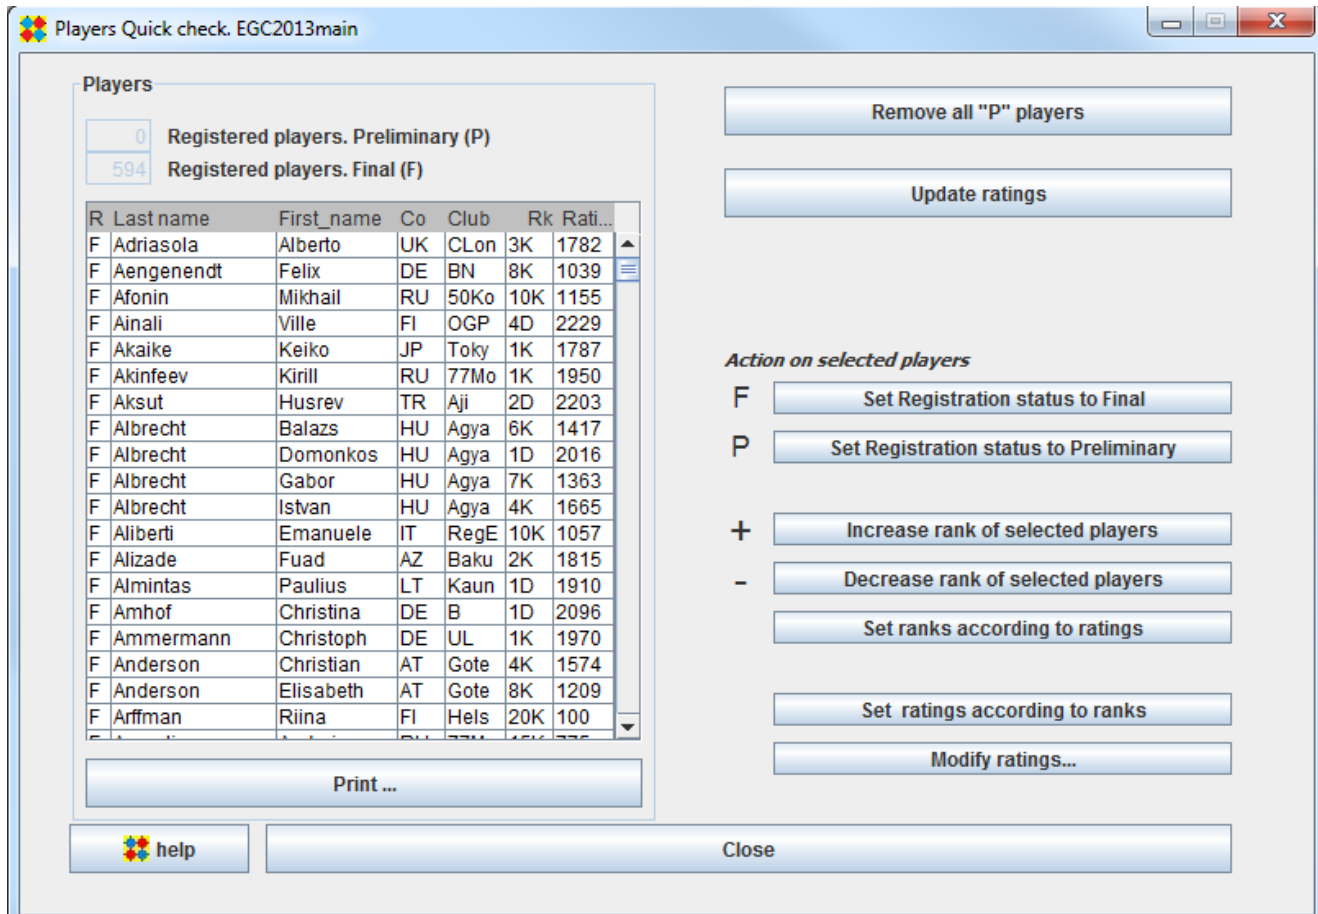 Players Quick check. EGC2013main
Players
0 Registered players. Preliminary (P)
594 Registered players. Final (F)
R Last name First_name Co Club Rk Rati...
F Adriasola Alberto UK CLon 3K 1782
F Aengenendt Felix DE BN 8K 1039
F Afonin Mikhail RU 50Ko 10K 1155
F Ainali Ville FI OGP 4D 2229
F Akaike Keiko JP Toky 1K 1787
F Akinfeev Kirill RU 77Mo 1K 1950
F Aksut Husrev TR Aji 2D 2203
F Albrecht Balazs HU Agya 6K 1417
F Albrecht Domonkos HU Agya 1D 2016
F Albrecht Gabor HU Agya 7K 1363
F Albrecht Istvan HU Agya 4K 1665
F Aliberti Emanuele IT RegE 10K 1057
F Alizade Fuad AZ Baku 2K 1815
F Almintas Paulius LT Kaun 1D 1910
F Amhof Christina DE B 1D 2096
F Ammermann Christoph DE UL 1K 1970
F Anderson Christian AT Gote 4K 1574
F Anderson Elisabeth AT Gote 8K 1209
F Arffman Riina FI Hels 20K 100
Print ...
help
Close
Remove all "P" players
Update ratings
Action on selected players
F Set Registration status to Final
P Set Registration status to Preliminary
+ Increase rank of selected players
- Decrease rank of selected players
Set ranks according to ratings
Set ratings according to ranks
Modify ratings...